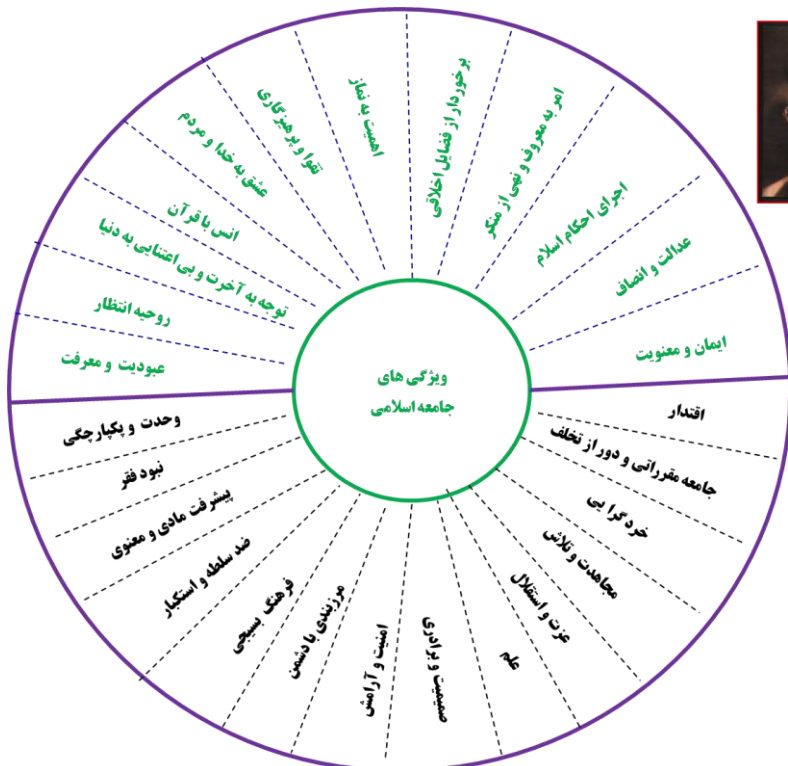 ویژگی های
جامعه اسلامی
ایمان و معنویت
عدالت و انصاف
اجرای احکام اسلام
امر به معروف و نهی از منکر
برخوردار از فضایل اخلاقی
اهمیت به نماز
تقوا و پرهیزگاری
عشق به خدا و مردم
انس با قرآن
توجه به آخرت و بی اعتنایی به دنیا
روحیه انتظار
عبودیت و معرفت
اقتدار
جامعه مقرراتی و دور از تخلف
خردگرایی
مجاهدت و تلاش
عزت و استقلال
علم
صمیمیت و برادری
امنیت و آرامش
مرزبندی با دشمن
فرهنگ بسیجی
ضد سلطه و استکبار
پیشرفت مادی و معنوی
نبود فقر
وحدت و یکپارچگی